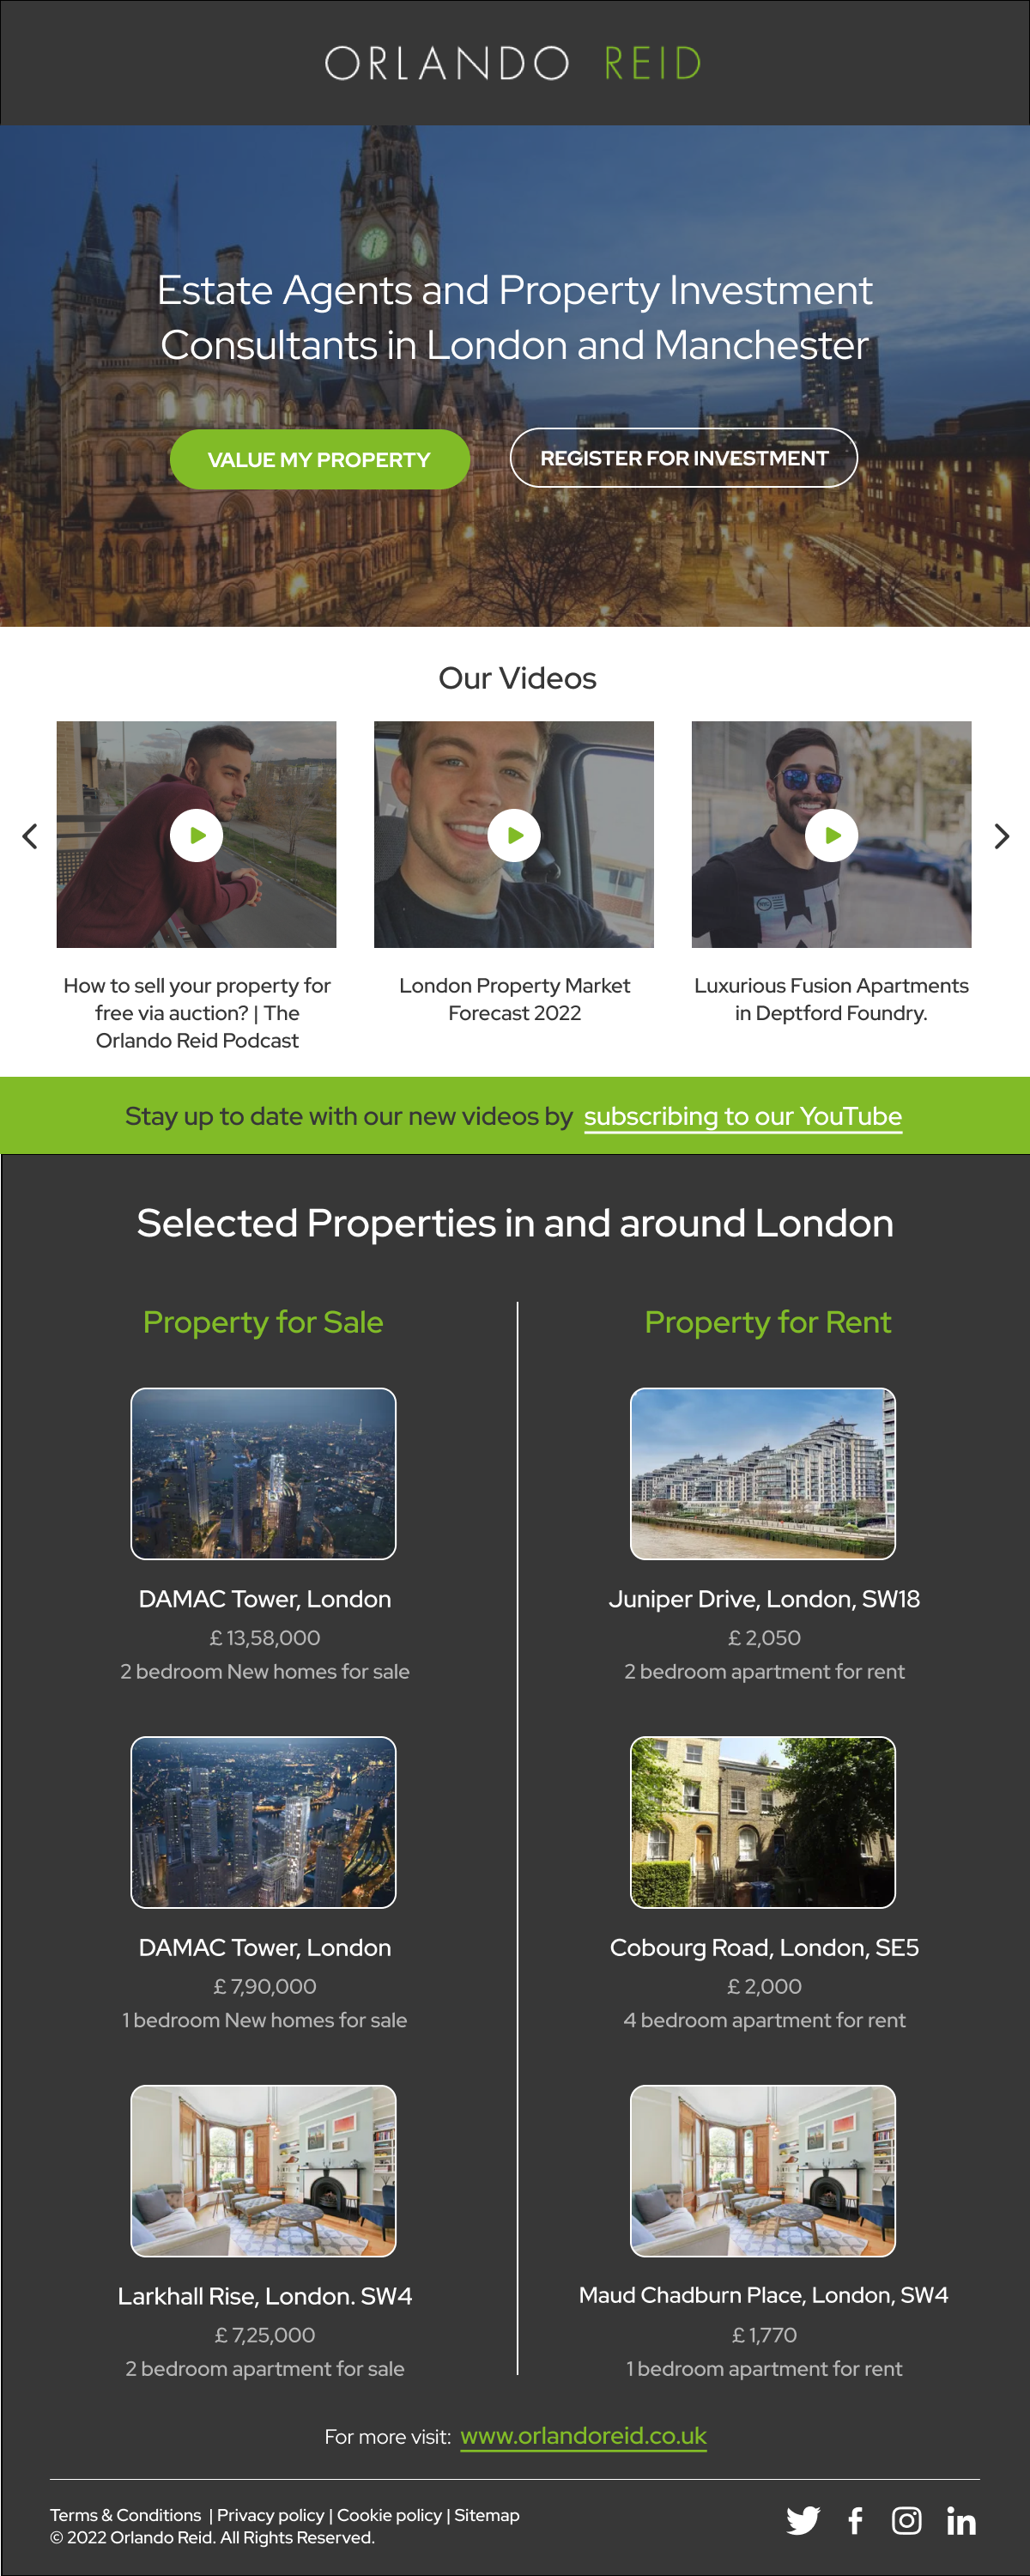 ORLANDO REID
Estate Agents and Property Investment
Consultants in London and Manchester
VALUE MY PROPERTY
REGISTER FOR INVESTMENT
Our Videos
How to sell your property for
free via auction? | The
Orlando Reid Podcast
London Property Market
Forecast 2022
Luxurious Fusion Apartments
in Deptford Foundry.
Stay up to date with our new videos by subscribing to our YouTube
Selected Properties in and around London
Property for Sale
DAMAC Tower, London
£ 13,58,000
2 bedroom New homes for sale
DAMAC Tower, London
£ 7,90,000
1 bedroom New homes for sale
Larkhall Rise, London. SW4
£ 7,25,000
2 bedroom apartment for sale
Property for Rent
Juniper Drive, London, SW18
£ 2,050
2 bedroom apartment for rent
Cobourg Road, London, SE5
£ 2,000
4 bedroom apartment for rent
Maud Chadburn Place, London, SW4
£ 1,770
1 bedroom apartment for rent
For more visit: www.orlandoreid.co.uk
Terms & Conditions | Privacy policy | Cookie policy | Sitemap
© 2022 Orlando Reid. All Rights Reserved.